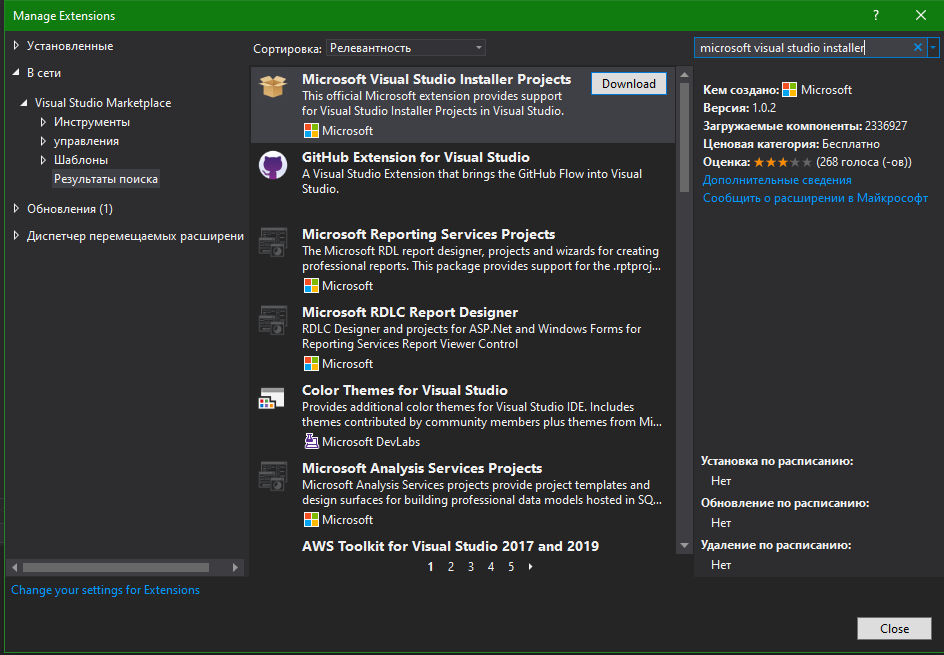 Manage Extensions
Установленные
В сети
Visual Studio Marketplace
Инструменты
управления
Шаблоны
Результаты поиска
Обновления (1)
Диспетчер перемещаемых расширени
Change your settings for Extensions
Сортировка: Релевантность
Microsoft Visual Studio Installer Projects
Download
This official Microsoft extension provides support
for Visual Studio Installer Projects in Visual Studio.
Microsoft
GitHub Extension for Visual Studio
A Visual Studio Extension that brings the GitHub Flow into Visual
Studio.
Microsoft Reporting Services Projects
The Microsoft RDL report designer, projects and wizards for creating
professional reports. This package provides support for the .rptproj...
Microsoft
Microsoft RDLC Report Designer
RDLC Designer and projects for ASP.Net and Windows Forms for
Reporting Services Report Viewer Control
Microsoft
Color Themes for Visual Studio
Provides additional color themes for Visual Studio IDE. Includes
themes contributed by community members plus themes from Mi...
Microsoft DevLabs
Microsoft Analysis Services Projects
Microsoft Analysis Services projects provide project templates and
design surfaces for building professional data models hosted in SQ...
Microsoft
AWS Toolkit for Visual Studio 2017 and 2019
1 2 3 4 5
microsoft visual studio installer
Кем создано: Microsoft
Версия: 1.0.2
Загружаемые компоненты: 2336927
Ценовая категория: Бесплатно
Оценка: (268 голоса (-ов))
Дополнительные сведения
Сообщить о расширении в Майкрософт
Установка по расписанию:
Нет
Обновление по расписанию:
Нет
Удаление по расписанию:
Нет
Close